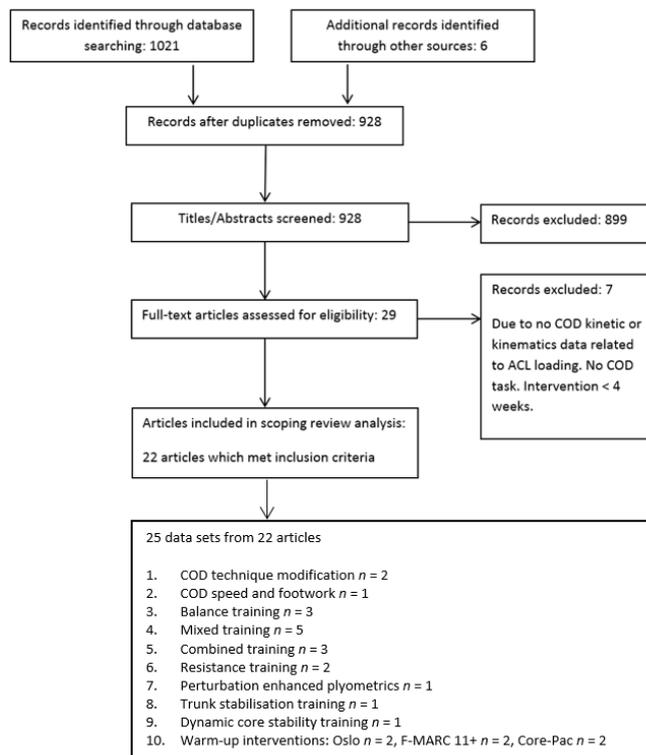 Records identified through database
searching: 1021
Additional records identified
through other sources: 6
Records after duplicates removed: 928
Titles/Abstracts screened: 928
Records excluded: 899
Full-text articles assessed for eligibility: 29
Records excluded: 7
Due to no COD kinetic or
kinematics data related
to ACL loading. No COD
task. Intervention < 4
weeks.
Articles included in scoping review analysis:
22 articles which met inclusion criteria
25 data sets from 22 articles
1. COD technique modification n = 2
2. COD speed and footwork n = 1
3. Balance training n = 3
4. Mixed training n = 5
5. Combined training n = 3
6. Resistance training n = 2
7. Perturbation enhanced plyometrics n = 1
8. Trunk stabilisation training n = 1
9. Dynamic core stability training n = 1
10. Warm-up interventions: Oslo n = 2, F-MARC 11+ n = 2, Core-Pac n = 2